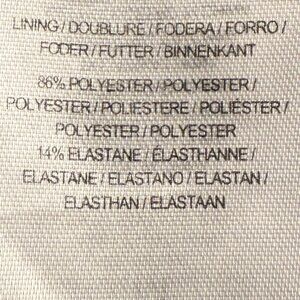 LINING / DOUBLURE / FODERA / FORRO /
FODER / FUTTER / BINNENKANT
86% POLYESTER / POLYESTER /
POLYESTER / POLIESTERE / POLIÉSTER /
POLYESTER / POLYESTER
14% ELASTANE / ÉLASTHANNE /
ELASTANE / ELASTANO / ELASTAN /
ELASTHAN / ELASTAAN